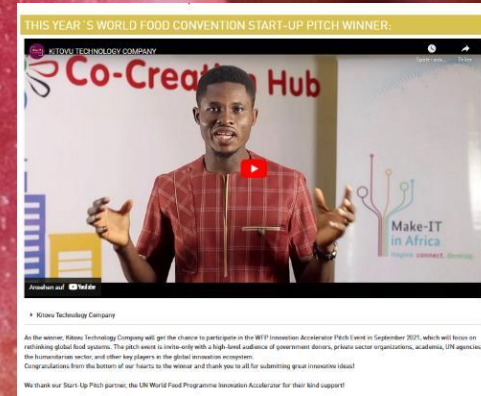 THIS YEAR´S WORLD FOOD CONVENTION START-UP PITCH WINNER:
KITOVU TECHNOLOGY COMPANY
Co-Creation Hub
Make-IT
in Africa
inspire. connect. develop.
Ansehen auf YouTube
Kitovu Technology Company
As the winner, Kitovu Technology Company will get the chance to participate in the WFP Innovation Accelerator Pitch Event in September 2021, which will focus on
rethinking global food systems. The pitch event is invite-only with a high-level audience of government donors, private sector organizations, academia, UN agencies,
the humanitarian sector, and other key players in the global innovation ecosystem.
Congratulations from the bottom of our hearts to the winner and thank you to all for submitting great innovative ideas!
We thank our Start-Up Pitch partner, the UN World Food Programme Innovation Accelerator for their kind support!